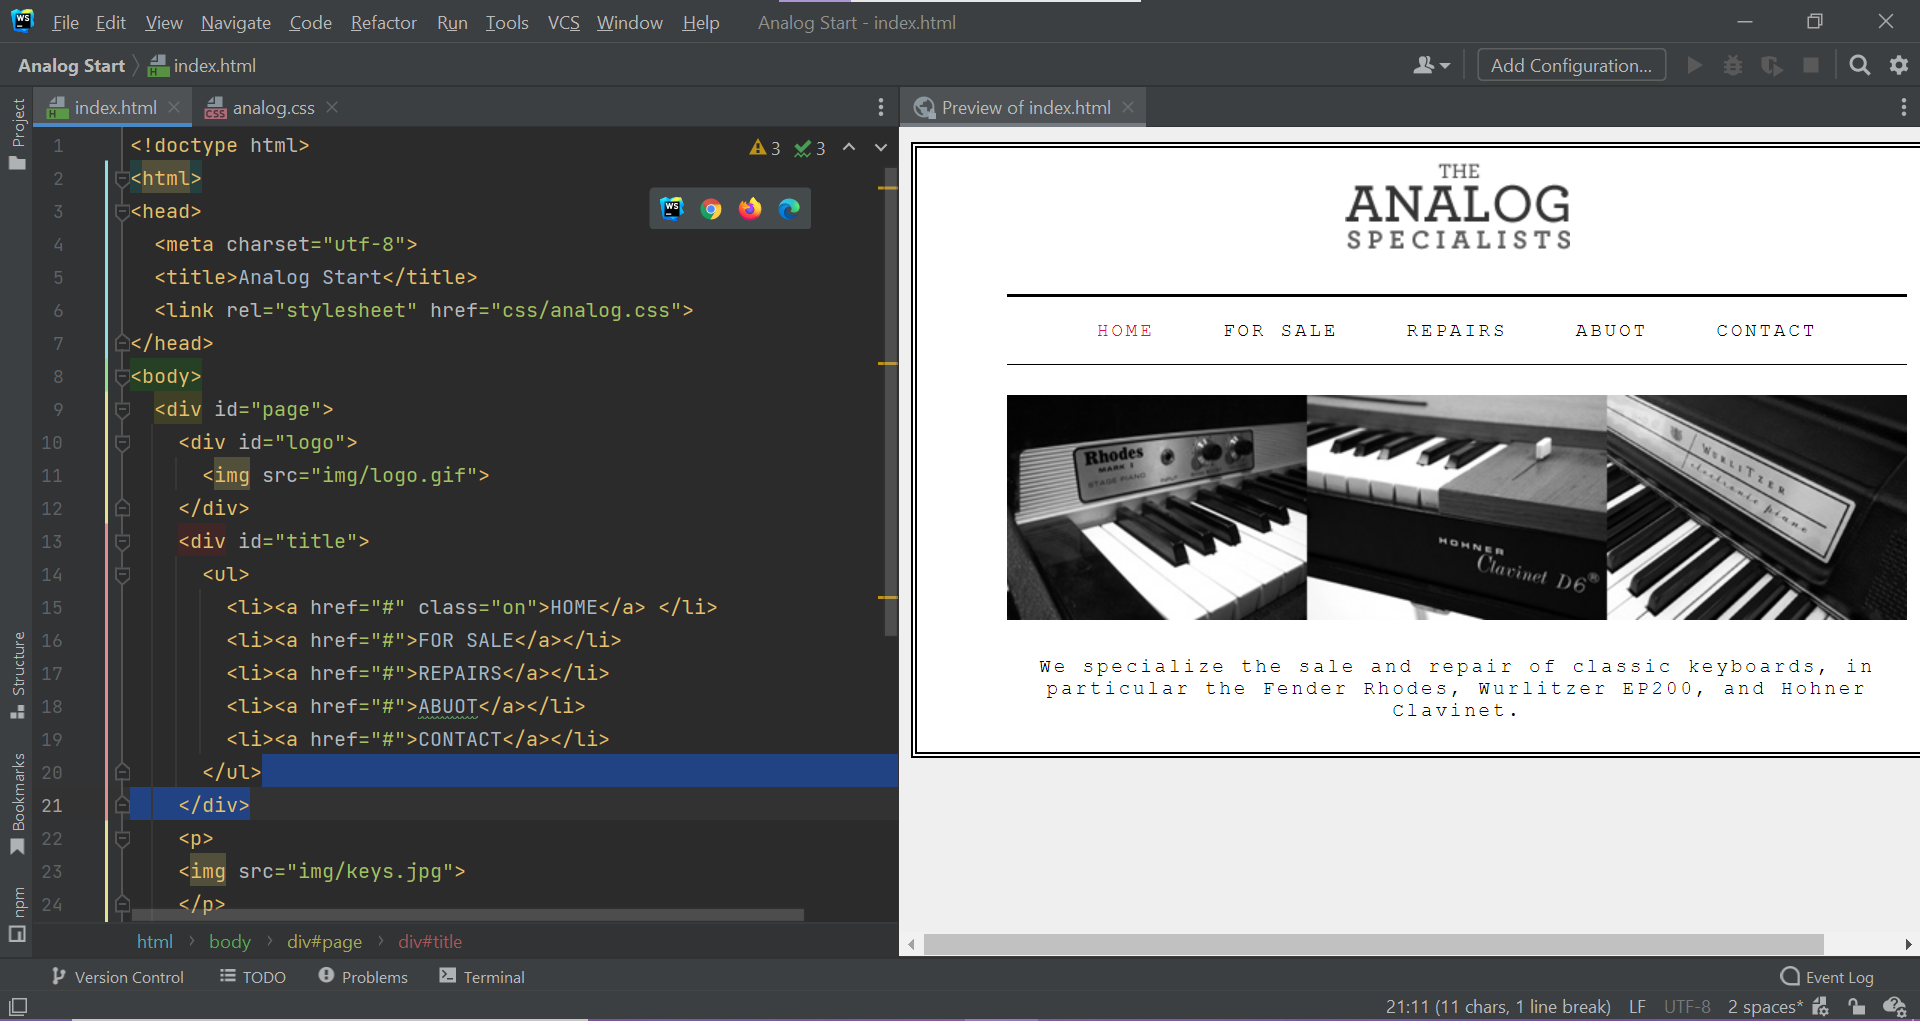 File Edit View Navigate Code Refactor Run Tools VCS Window Help Analog Start - index.html
Analog Start index.html Add Configuration...
index.html analog.css
Preview of index.html
Project
Structure
Bookmarks
npm
3 3
1 <!doctype html>
2 <html>
3 <head>
4 <meta charset="utf-8">
5 <title>Analog Start</title>
6 <link rel="stylesheet" href="css/analog.css">
7 </head>
8 <body>
9 <div id="page">
10 <div id="logo">
11 <img src="img/logo.gif">
12 </div>
13 <div id="title">
14 <ul>
15 <li><a href="#" class="on">HOME</a> </li>
16 <li><a href="#">FOR SALE</a></li>
17 <li><a href="#">REPAIRS</a></li>
18 <li><a href="#">ABUOT</a></li>
19 <li><a href="#">CONTACT</a></li>
20 </ul>
21 </div>
22 <p>
23 <img src="img/keys.jpg">
24 </p>
html body div#page div#title
THE
ANALOG
SPECIALISTS
HOME FOR SALE REPAIRS ABUOT CONTACT
Rhodes
MARK I
STAGE PIANO
HOHNER
Clavinet D6®
WURLITZER
electronic piano
We specialize the sale and repair of classic keyboards, in
particular the Fender Rhodes, Wurlitzer EP200, and Hohner
Clavinet.
Version Control TODO Problems Terminal Event Log
21:11 (11 chars, 1 line break) LF UTF-8 2 spaces*